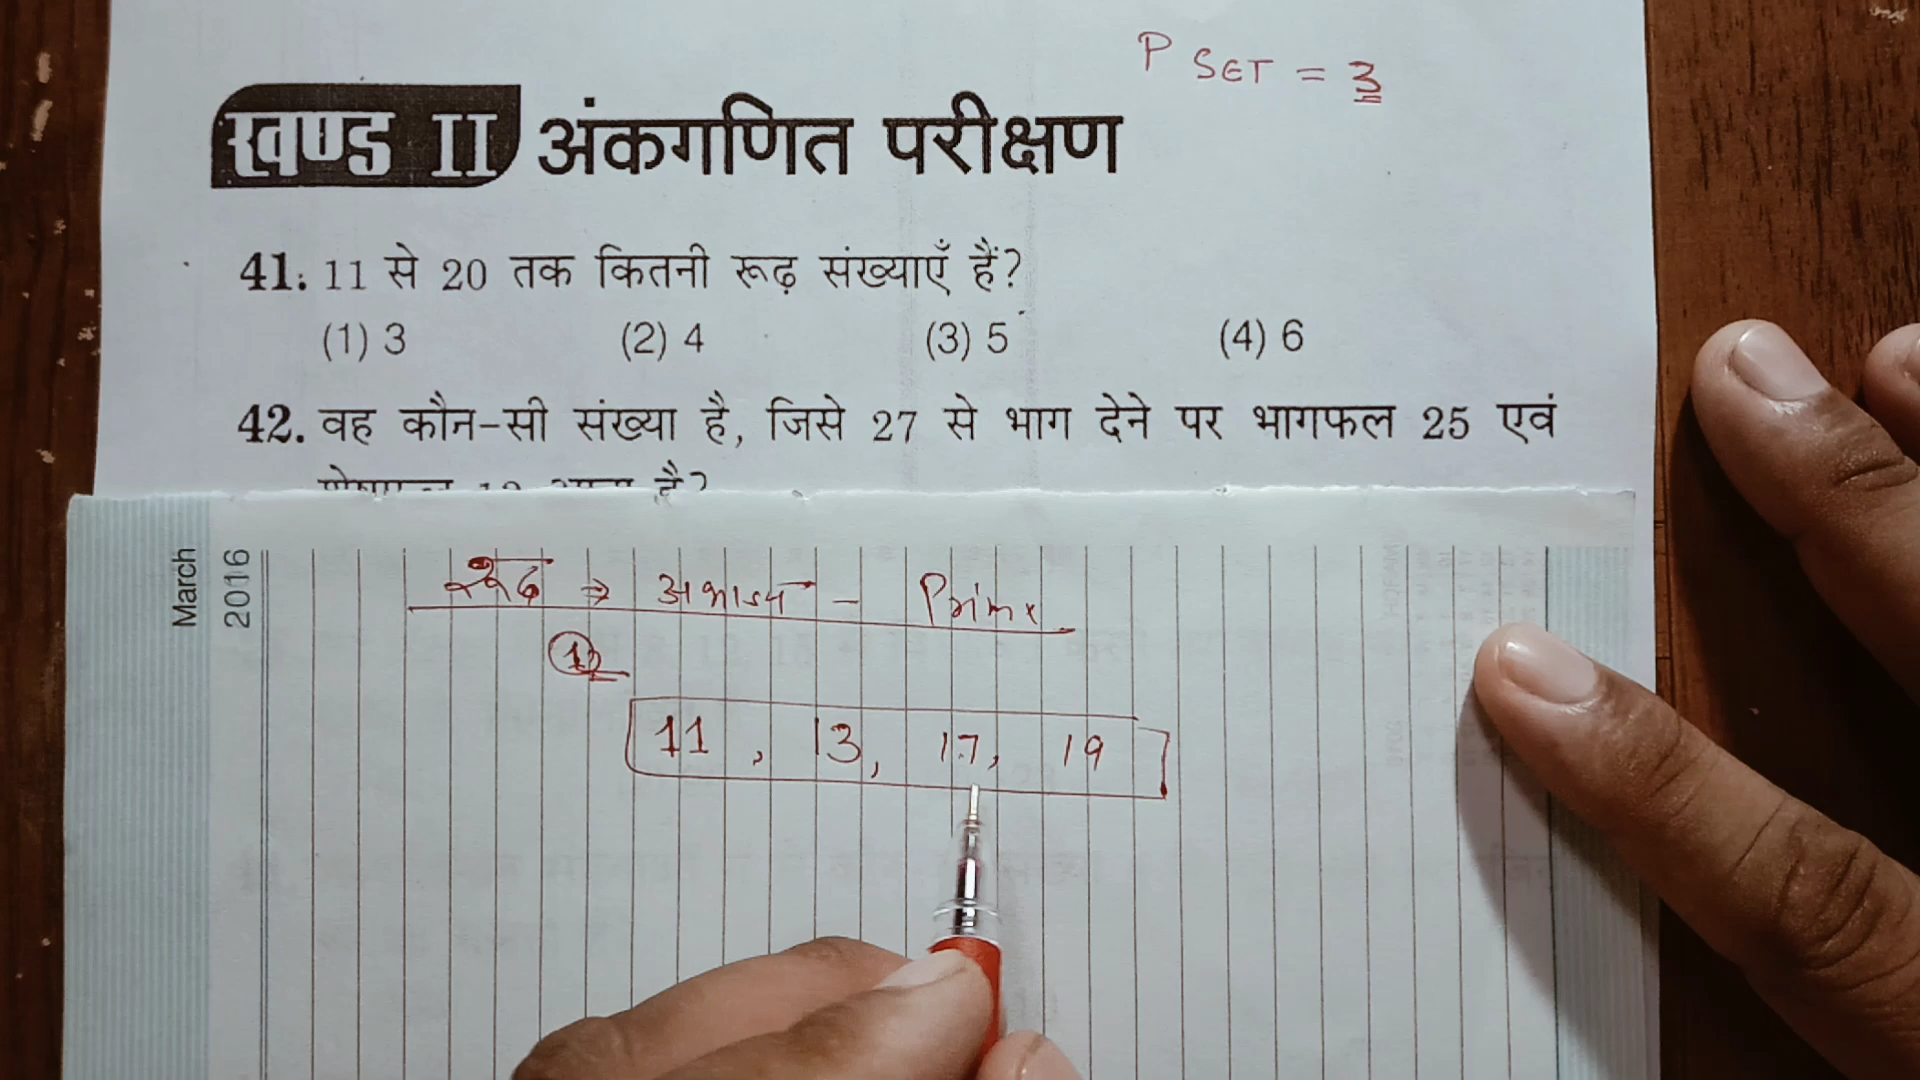 P SET = 3
खण्ड II अंकगणित परीक्षण
41. 11 से 20 तक कितनी रूढ़ संख्याएँ हैं?
(1) 3 (2) 4 (3) 5 (4) 6
42. वह कौन-सी संख्या है, जिसे 27 से भाग देने पर भागफल 25 एवं
है?
March
2016
रूढ ⇒ अभाज्य - Prime
12
11 , 13, 17, 19